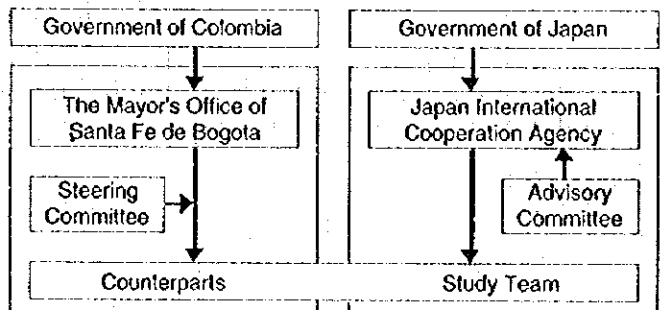 Government of Colombia
Government of Japan
The Mayor's Office of
Santa Fe de Bogota
Japan International
Cooperation Agency
Steering
Committee
Advisory
Committee
Counterparts
Study Team